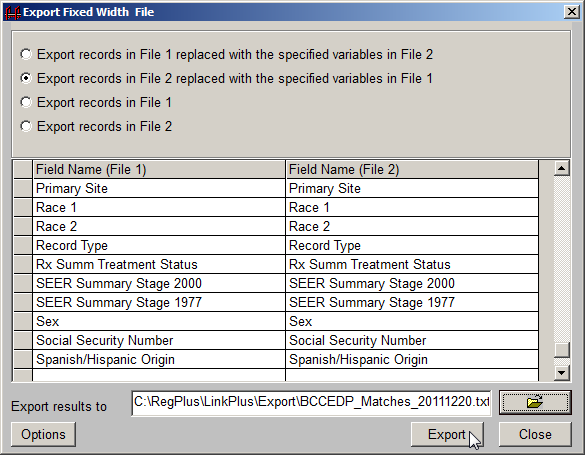 Export Fixed Width File
Export records in File 1 replaced with the specified variables in File 2
Export records in File 2 replaced with the specified variables in File 1
Export records in File 1
Export records in File 2
Field Name (File 1) Field Name (File 2)
Primary Site Primary Site
Race 1 Race 1
Race 2 Race 2
Record Type Record Type
Rx Summ Treatment Status Rx Summ Treatment Status
SEER Summary Stage 2000 SEER Summary Stage 2000
SEER Summary Stage 1977 SEER Summary Stage 1977
Sex Sex
Social Security Number Social Security Number
Spanish/Hispanic Origin Spanish/Hispanic Origin
Export results to C:\RegPlus\LinkPlus\Export\BCCEDP_Matches_20111220.txt
Options Export Close